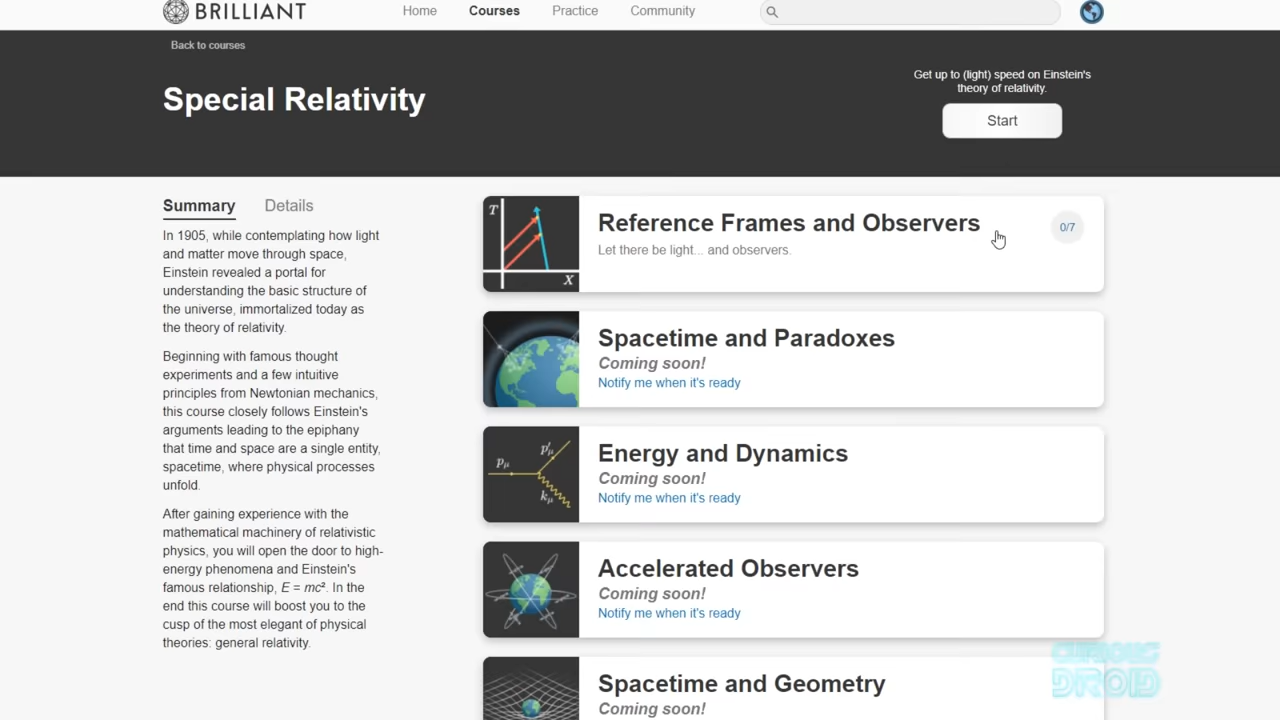 BRILLIANT
Home
Courses
Practice
Community
Back to courses
Special Relativity
Get up to (light) speed on Einstein's
theory of relativity.
Start
Summary
Details
In 1905, while contemplating how light
and matter move through space,
Einstein revealed a portal for
understanding the basic structure of
the universe, immortalized today as
the theory of relativity.
Beginning with famous thought
experiments and a few intuitive
principles from Newtonian mechanics,
this course closely follows Einstein's
arguments leading to the epiphany
that time and space are a single entity,
spacetime, where physical processes
unfold.
After gaining experience with the
mathematical machinery of relativistic
physics, you will open the door to high-
energy phenomena and Einstein's
famous relationship, E = mc². In the
end this course will boost you to the
cusp of the most elegant of physical
theories: general relativity.
T
X
Reference Frames and Observers
Let there be light... and observers.
0/7
Spacetime and Paradoxes
Coming soon!
Notify me when it's ready
pμ
p′μ
kμ
Energy and Dynamics
Coming soon!
Notify me when it's ready
Accelerated Observers
Coming soon!
Notify me when it's ready
Spacetime and Geometry
Coming soon!
CURIOUS
DROID